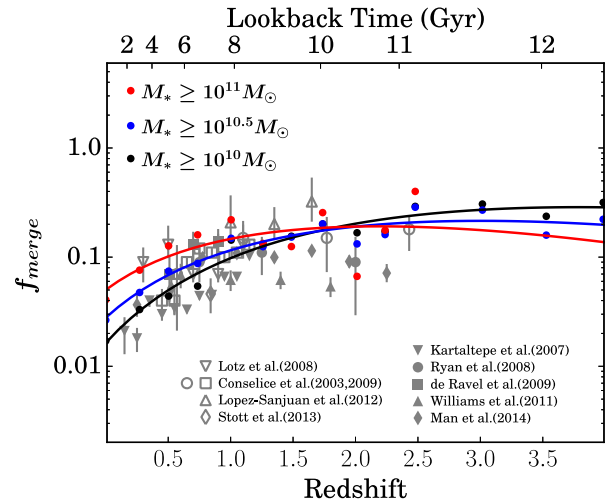 Lookback Time (Gyr)
2 4 6 8 10 11 12
M* ≥ 10^11 M⊙
M* ≥ 10^10.5 M⊙
M* ≥ 10^10 M⊙
1.0
0.1
0.01
f_merge
Lotz et al.(2008)
Conselice et al.(2003,2009)
Lopez-Sanjuan et al.(2012)
Stott et al.(2013)
Kartaltepe et al.(2007)
Ryan et al.(2008)
de Ravel et al.(2009)
Williams et al.(2011)
Man et al.(2014)
0.5 1.0 1.5 2.0 2.5 3.0 3.5
Redshift